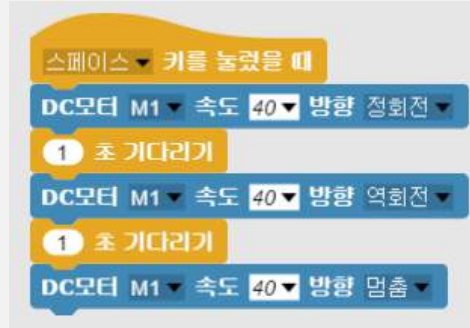 스페이스 키를 눌렀을 때
DC모터 M1 속도 40 방향 정회전
1 초 기다리기
DC모터 M1 속도 40 방향 역회전
1 초 기다리기
DC모터 M1 속도 40 방향 멈춤